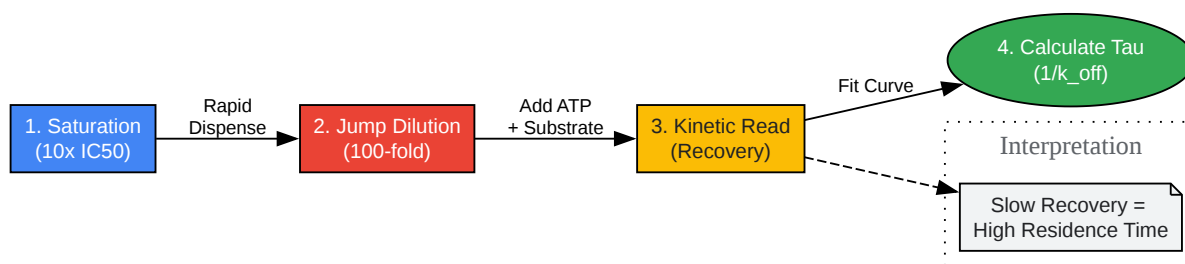 1. Saturation
(10x IC50)
Rapid
Dispense
2. Jump Dilution
(100-fold)
Add ATP
+ Substrate
3. Kinetic Read
(Recovery)
Fit Curve
4. Calculate Tau
(1/k_off)
Interpretation
Slow Recovery =
High Residence Time